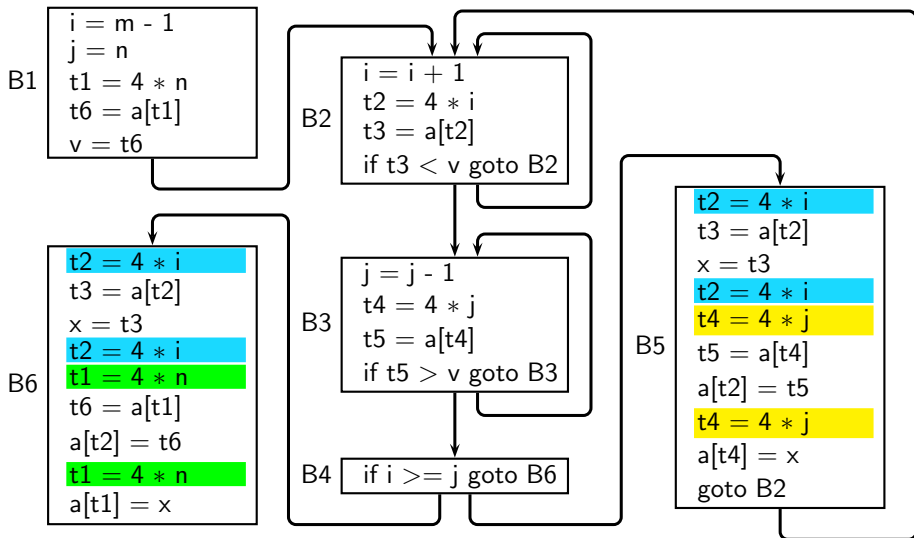 B1
i = m - 1
j = n
t1 = 4 * n
t6 = a[t1]
v = t6
B2
i = i + 1
t2 = 4 * i
t3 = a[t2]
if t3 < v goto B2
B3
j = j - 1
t4 = 4 * j
t5 = a[t4]
if t5 > v goto B3
B4
if i >= j goto B6
B5
t2 = 4 * i
t3 = a[t2]
x = t3
t2 = 4 * i
t4 = 4 * j
t5 = a[t4]
a[t2] = t5
t4 = 4 * j
a[t4] = x
goto B2
B6
t2 = 4 * i
t3 = a[t2]
x = t3
t2 = 4 * i
t1 = 4 * n
t6 = a[t1]
a[t2] = t6
t1 = 4 * n
a[t1] = x